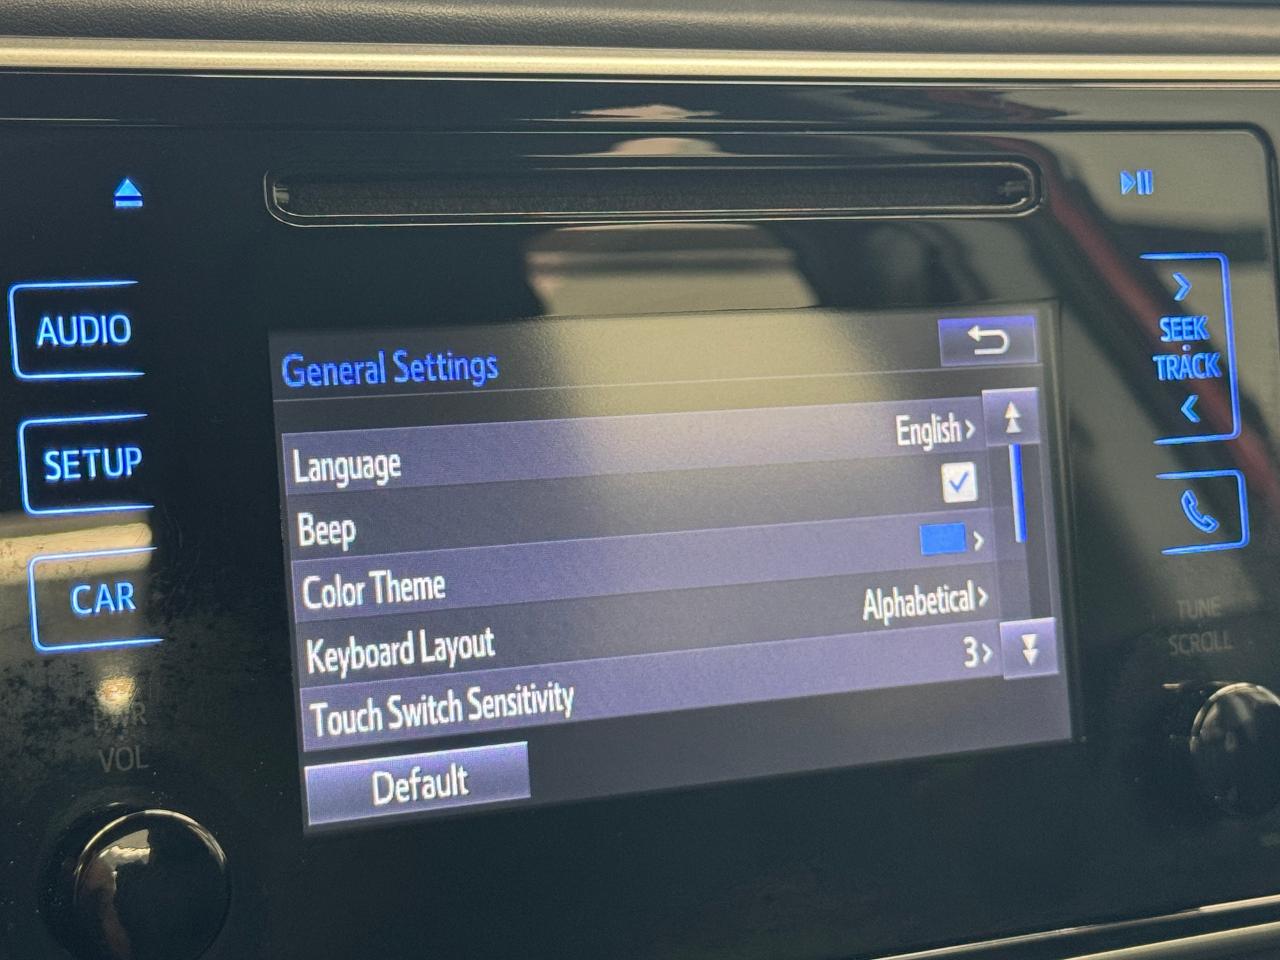 AUDIO
SETUP
CAR
PWR
VOL
General Settings
Language English
Beep
Color Theme
Keyboard Layout Alphabetical
Touch Switch Sensitivity 3
Default
SEEK
TRACK
TUNE
SCROLL